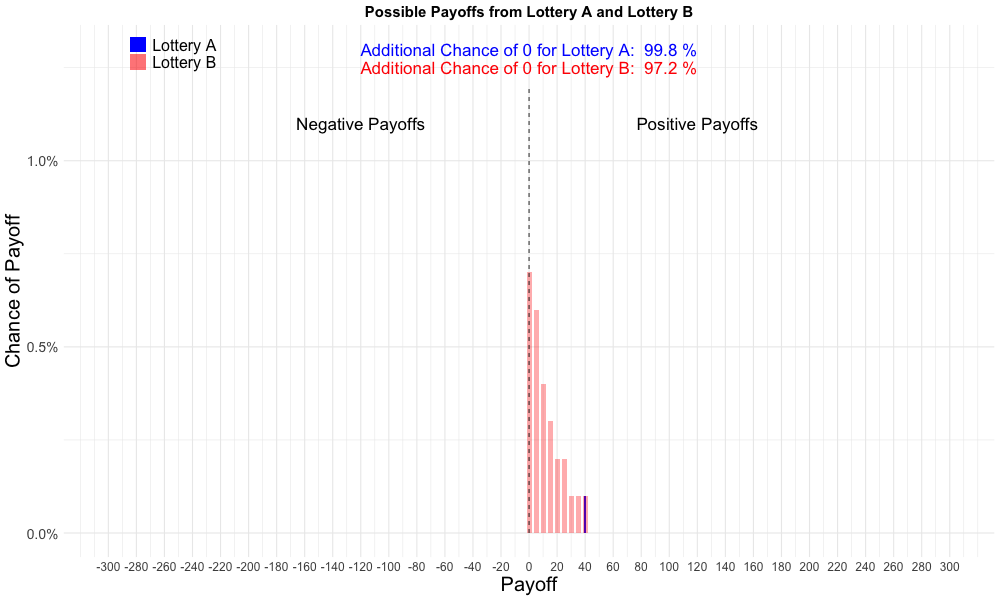 Possible Payoffs from Lottery A and Lottery B
Lottery A
Lottery B
Additional Chance of 0 for Lottery A: 99.8 %
Additional Chance of 0 for Lottery B: 97.2 %
Negative Payoffs
Positive Payoffs
Chance of Payoff
1.0%
0.5%
0.0%
-300 -280 -260 -240 -220 -200 -180 -160 -140 -120 -100 -80 -60 -40 -20 0 20 40 60 80 100 120 140 160 180 200 220 240 260 280 300
Payoff